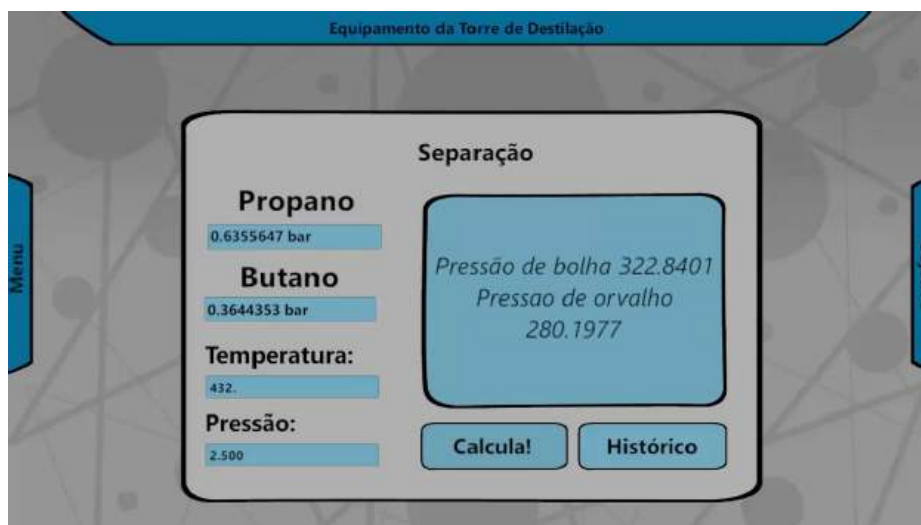 Equipamento da Torre de Destilação
Menu
Separação
Propano
0.6355647 bar
Butano
0.3644353 bar
Temperatura:
432.
Pressão:
2.500
Pressão de bolha 322.8401
Pressao de orvalho
280.1977
Calcula!
Histórico